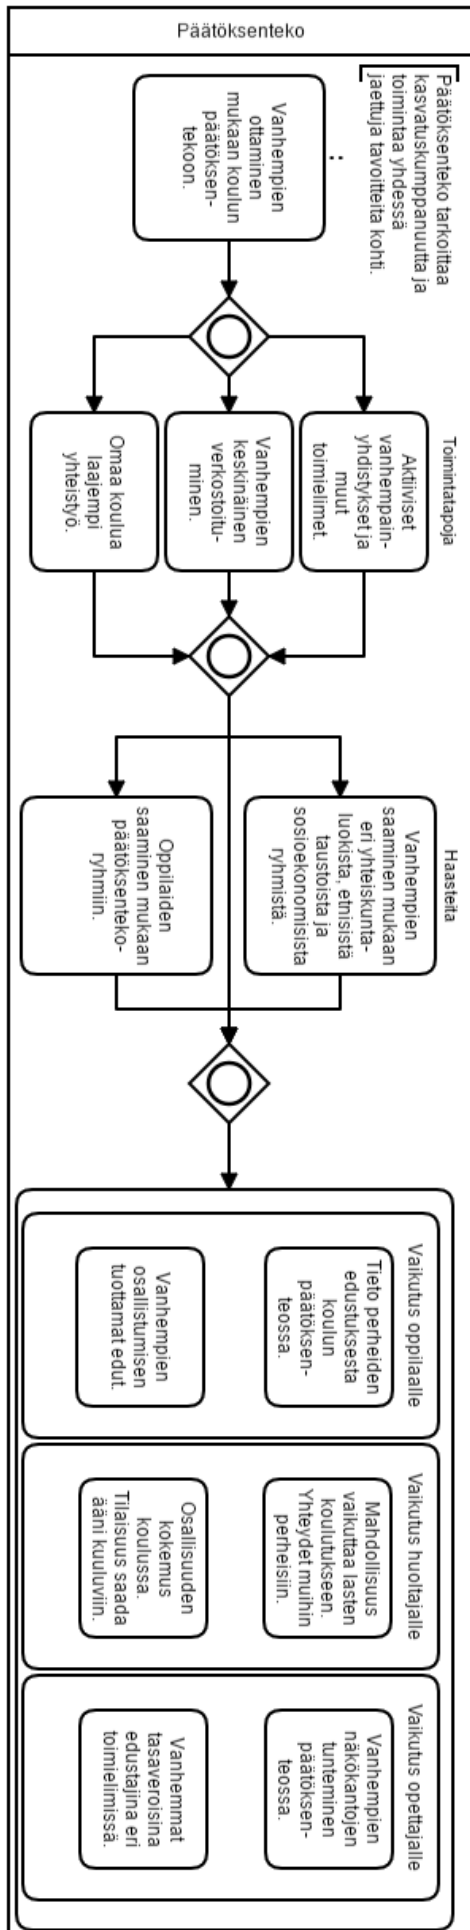 Päätöksenteko
Päätöksenteko tarkoittaa
kasvatuskumppanuutta ja
toimintaa yhdessä
jaettuja tavoitteita kohti.
Vanhempien
ottaminen
mukaan koulun
päätöksen-
tekoon.
Toimintatapoja
Aktiiviset
vanhempain-
yhdistykset ja
muut
toimielimet.
Vanhempien
keskinäinen
verkostoitu-
minen.
Omaa koulua
laajempi
yhteistyö.
Haasteita
Vanhempien
saaminen mukaan
eri yhteiskunta-
luokista, etnisistä
taustoista ja
sosioekonomisista
ryhmistä.
Oppilaiden
saaminen mukaan
päätöksenteko-
ryhmiin.
Vaikutus oppilaalle
Tieto perheiden
edustuksesta
koulun
päätöksen-
teossa.
Vanhempien
osallistumisen
tuottamat edut.
Vaikutus huoltajalle
Mahdollisuus
vaikuttaa lasten
koulutukseen.
Yhteydet muihin
perheisiin.
Osallisuuden
kokemus
koulussa.
Tilaisuus saada
ääni kuuluviin.
Vaikutus opettajalle
Vanhempien
näkökantojen
tunteminen
päätöksen-
teossa.
Vanhemmat
tasaveroisina
edustajina eri
toimielimissä.